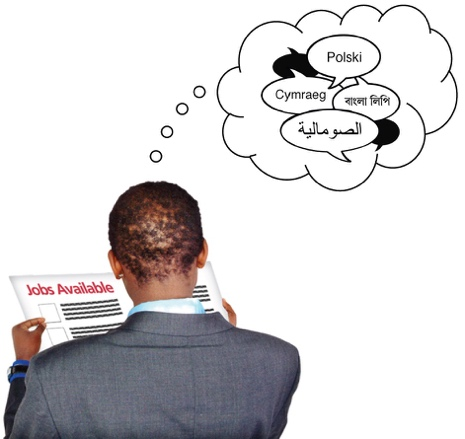 Polski
Cymraeg
বাংলা লিপি
الصومالية
Jobs Available